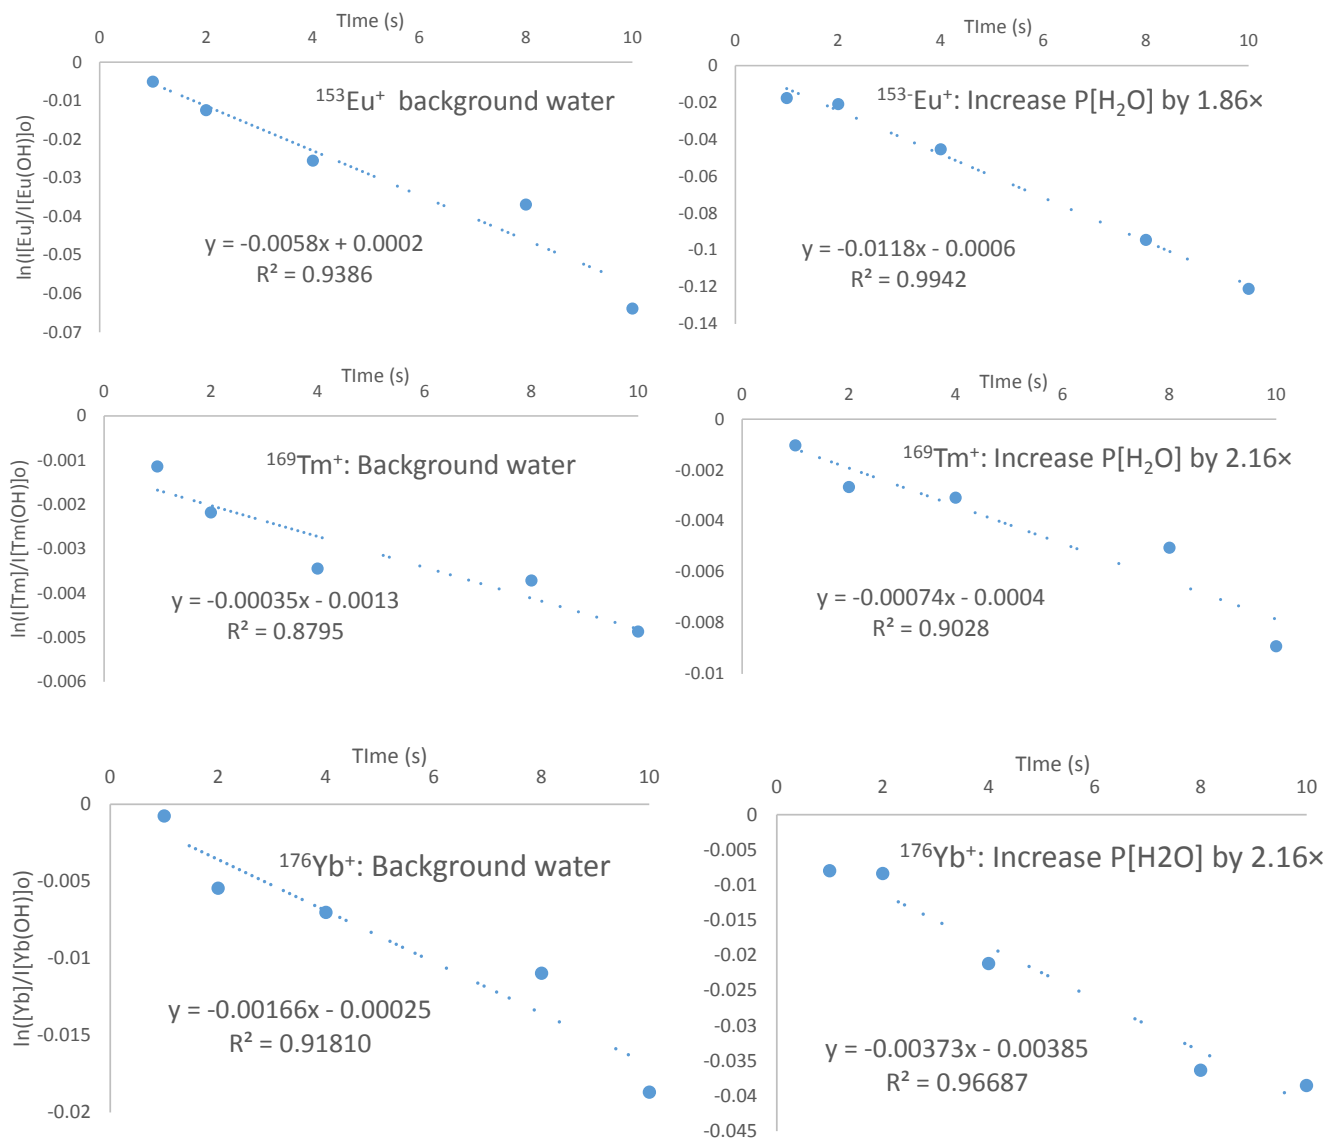 TIme (s)
0 2 4 6 8 10
0
-0.01
-0.02
-0.03
-0.04
-0.05
-0.06
-0.07
ln(I[Eu]/I[Eu(OH)]o)
¹⁵³Eu⁺ background water
y = -0.0058x + 0.0002
R² = 0.9386
TIme (s)
0 2 4 6 8 10
0
-0.02
-0.04
-0.06
-0.08
-0.1
-0.12
-0.14
¹⁵³⁻Eu⁺: Increase P[H₂O] by 1.86×
y = -0.0118x - 0.0006
R² = 0.9942
TIme (s)
0 2 4 6 8 10
0
-0.001
-0.002
-0.003
-0.004
-0.005
-0.006
ln(I[Tm]/I[Tm(OH)]o)
¹⁶⁹Tm⁺: Background water
y = -0.00035x - 0.0013
R² = 0.8795
TIme (s)
0 2 4 6 8 10
0
-0.002
-0.004
-0.006
-0.008
-0.01
¹⁶⁹Tm⁺: Increase P[H₂O] by 2.16×
y = -0.00074x - 0.0004
R² = 0.9028
TIme (s)
0 2 4 6 8 10
0
-0.005
-0.01
-0.015
-0.02
ln([Yb]/I[Yb(OH)]o)
¹⁷⁶Yb⁺: Background water
y = -0.00166x - 0.00025
R² = 0.91810
TIme (s)
0 2 4 6 8 10
0
-0.005
-0.01
-0.015
-0.02
-0.025
-0.03
-0.035
-0.04
-0.045
¹⁷⁶Yb⁺: Increase P[H2O] by 2.16×
y = -0.00373x - 0.00385
R² = 0.96687